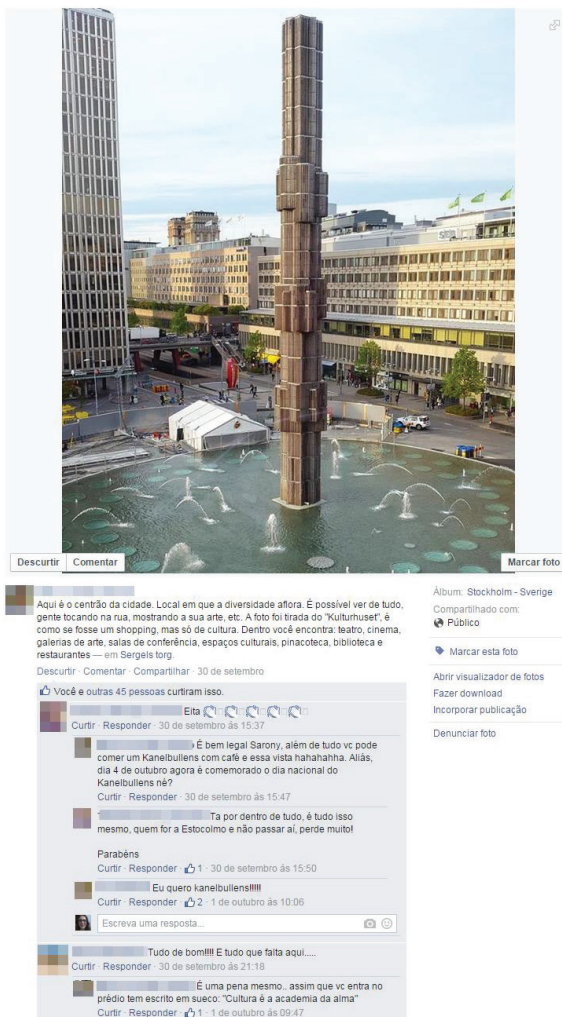 Descurtir Comentar Marcar foto
Aqui è o centrão da cidade. Local em que a diversidade aflora. É possível ver de tudo,
gente tocando na rua, mostrando a sua arte, etc. A foto foi tirada do "Kulturhuset", é
como se fosse um shopping, mas só de cultura. Dentro você encontra: teatro, cinema,
galerias de arte, salas de conferência, espaços culturais, pinacoteca, biblioteca e
restaurantes — em Sergels torg.
Descurtir · Comentar · Compartilhar · 30 de setembro
Você e outras 45 pessoas curtiram isso.
Eita
Curtir · Responder · 30 de setembro às 15:37
É bem legal Sarony, além de tudo vc pode
comer um Kanelbullens com café e essa vista hahahahha. Aliás,
dia 4 de outubro agora é comemorado o dia nacional do
Kanelbullens né?
Curtir · Responder · 30 de setembro às 15:47
Ta por dentro de tudo, é tudo isso
mesmo, quem for a Estocolmo e não passar aí, perde muito!
Parabéns
Curtir · Responder · 1 · 30 de setembro às 15:50
Eu quero kanelbullens!!!!!
Curtir · Responder · 2 · 1 de outubro às 10:06
Escreva uma resposta...
Tudo de bom!!!! E tudo que falta aqui.....
Curtir · Responder · 30 de setembro às 21:18
É uma pena mesmo.. assim que vc entra no
prédio tem escrito em sueco: "Cultura é a academia da alma"
Curtir · Responder · 1 · 1 de outubro às 09:47
Álbum: Stockholm - Sverige
Compartilhado com:
Público
Marcar esta foto
Abrir visualizador de fotos
Fazer download
Incorporar publicação
Denunciar foto